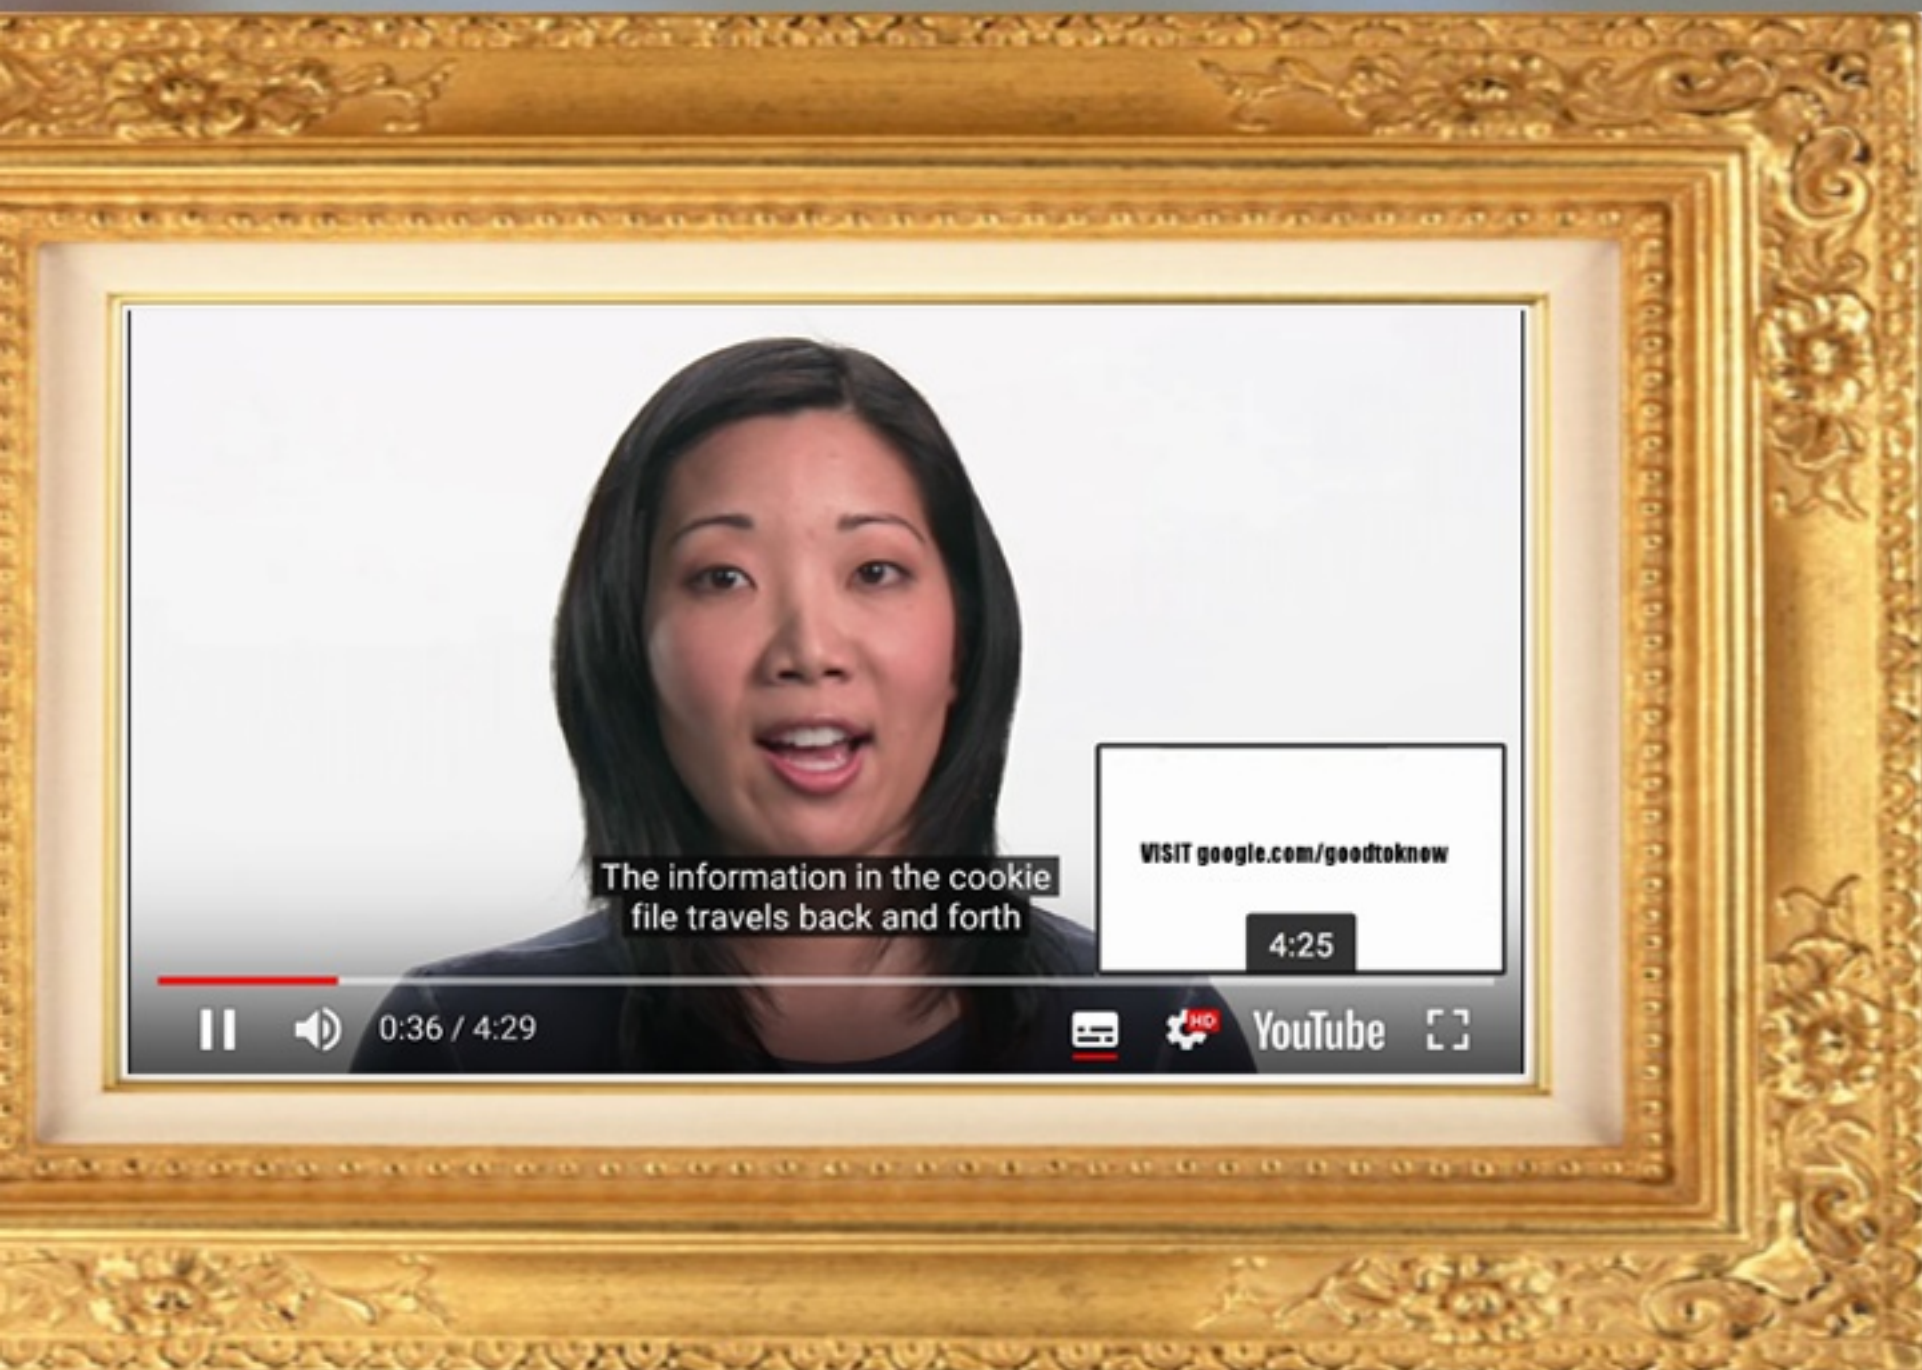 The information in the cookie
file travels back and forth
VISIT google.com/goodtoknow
4:25
0:36 / 4:29
HD
YouTube